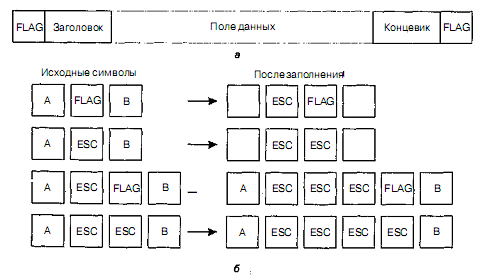 FLAG Заголовок Поле данных Концевик FLAG
а
Исходные символы После заполнения
A FLAG B ESC FLAG
A ESC B ESC ESC
A ESC FLAG B A ESC ESC ESC FLAG B
A ESC ESC B A ESC ESC ESC ESC B
б